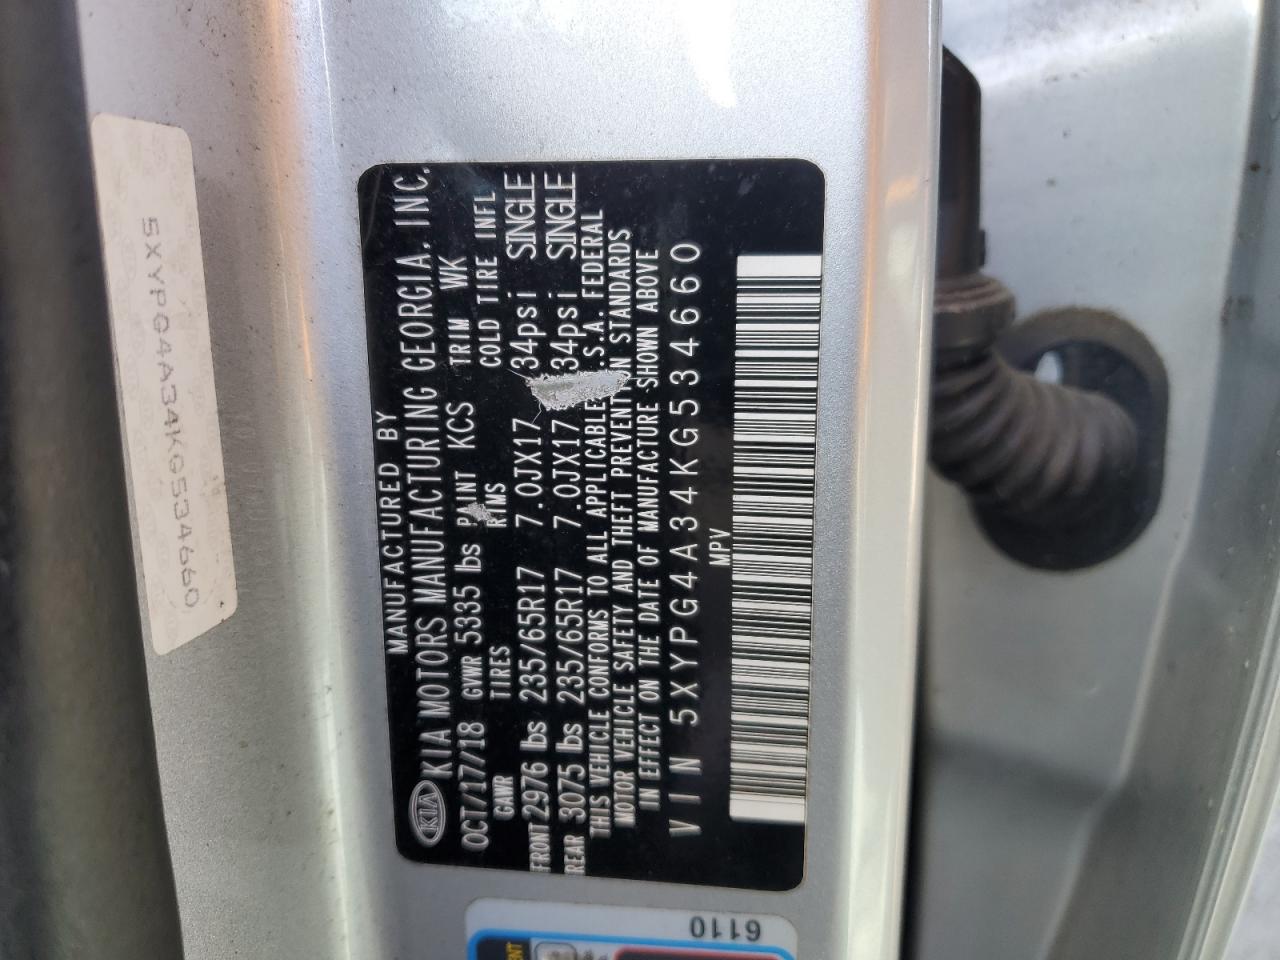 5XYPG4A34KG534660
MANUFACTURED BY
KIA KIA MOTORS MANUFACTURING GEORGIA. INC.
OCT/17/18 GVWR 5335 lbs PAINT KCS TRIM WK
GAWR TIRES RIMS COLD TIRE INFL
FRONT 2976 lbs 235/65R17 7.0JX17 34psi SINGLE
REAR 3075 lbs 235/65R17 7.0JX17 34psi SINGLE
THIS VEHICLE CONFORMS TO ALL APPLICABLE .S.A. FEDERAL
MOTOR VEHICLE SAFETY AND THEFT PREVENTION STANDARDS
IN EFFECT ON THE DATE OF MANUFACTURE SHOWN ABOVE
VIN 5XYPG4A34KG534660
MPV
6110